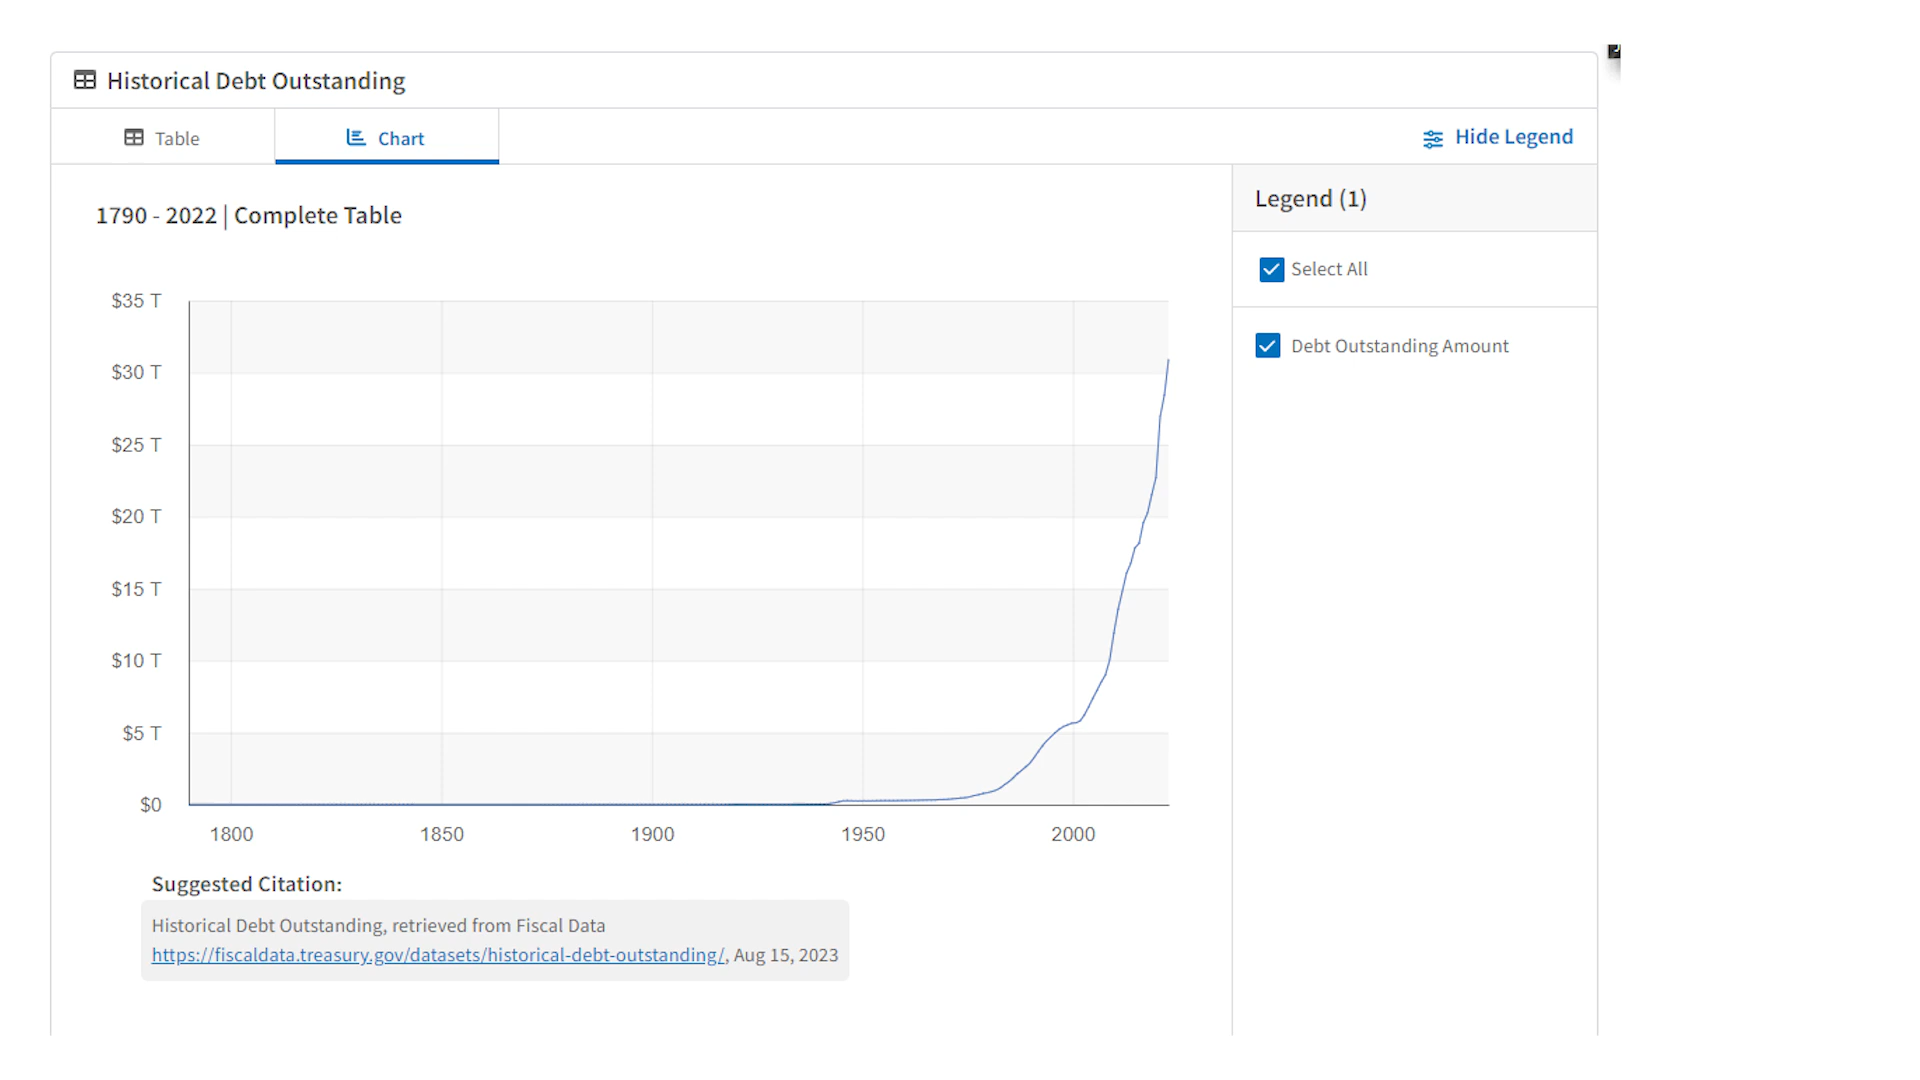 Historical Debt Outstanding
Table
Chart
Hide Legend
1790 - 2022 | Complete Table
Legend (1)
Select All
Debt Outstanding Amount
$35 T
$30 T
$25 T
$20 T
$15 T
$10 T
$5 T
$0
1800
1850
1900
1950
2000
Suggested Citation:
Historical Debt Outstanding, retrieved from Fiscal Data
https://fiscaldata.treasury.gov/datasets/historical-debt-outstanding/, Aug 15, 2023